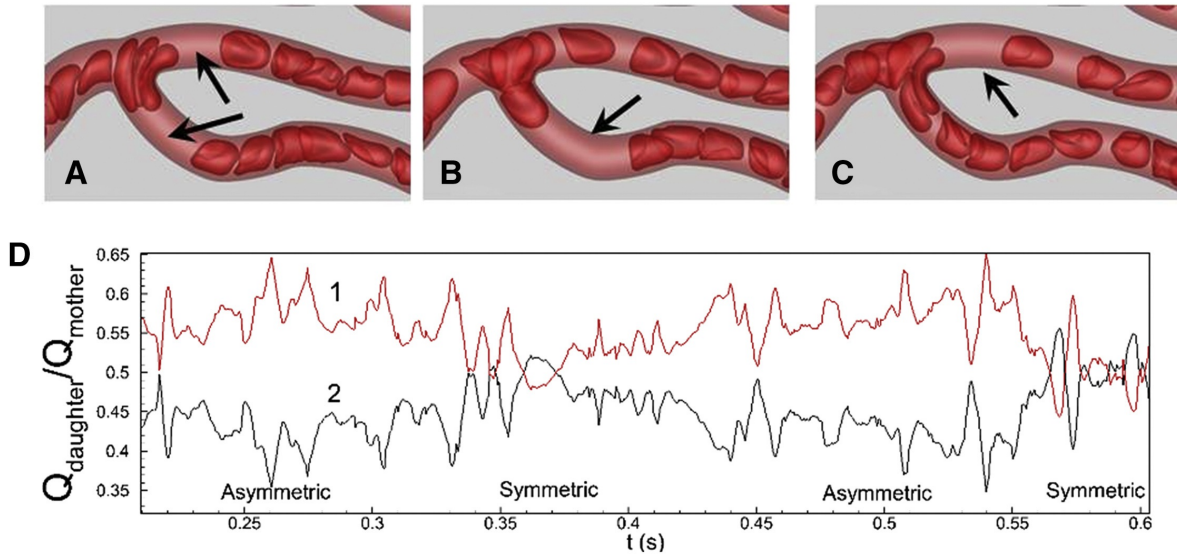 A
B
C
D
Q_daughter/Q_mother
0.65
0.6
0.55
0.5
0.45
0.4
0.35
1
2
Asymmetric Symmetric Asymmetric Symmetric
0.25 0.3 0.35 0.4 0.45 0.5 0.55 0.6
t (s)